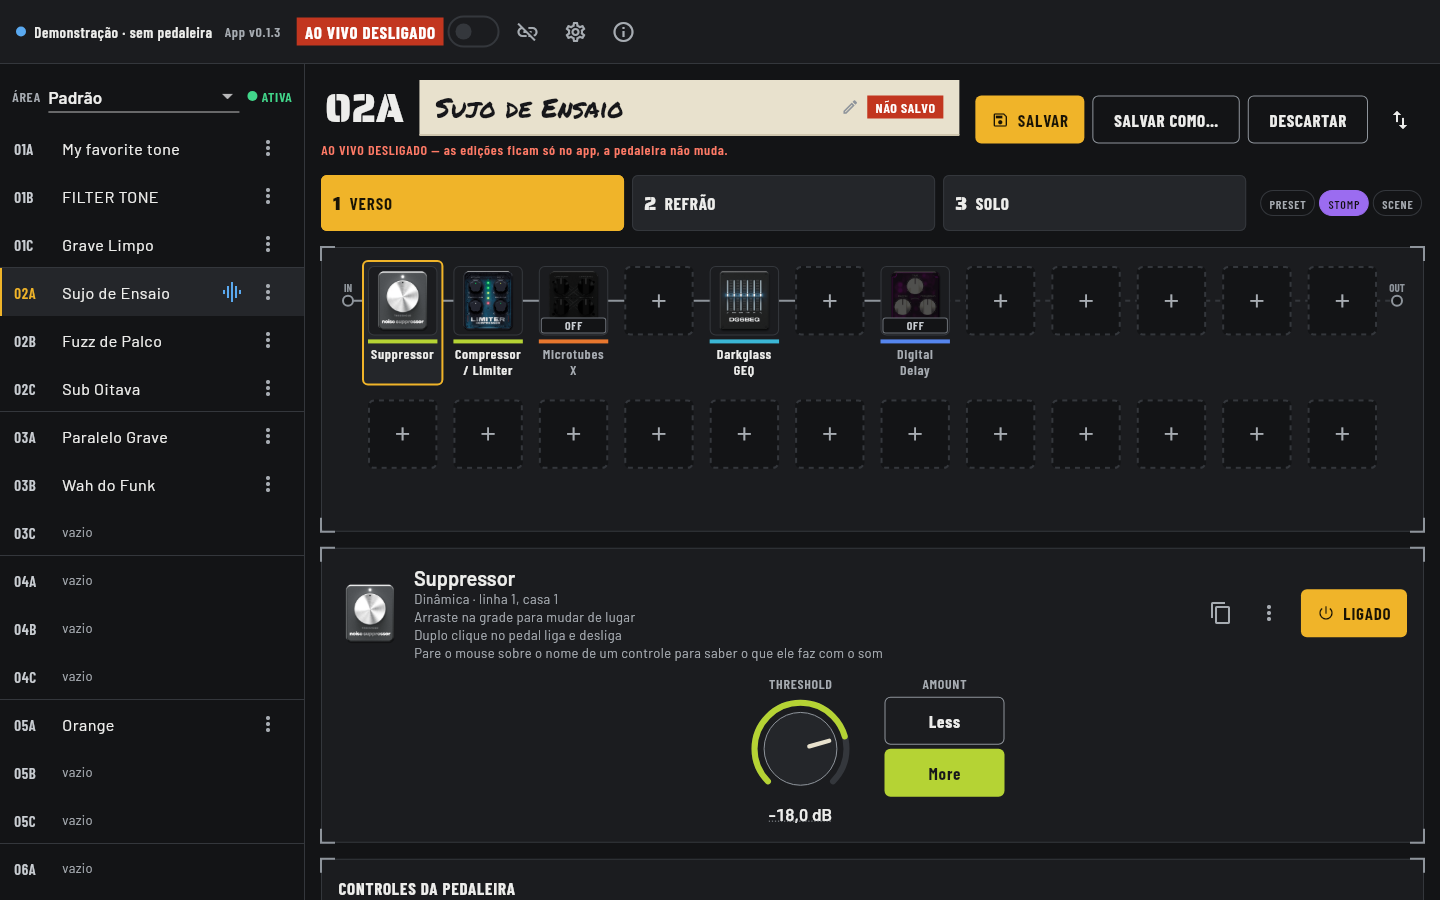 Demonstração · sem pedaleira
App v0.1.3
AO VIVO DESLIGADO
ÁREA
Padrão
ATIVA
01A My favorite tone
01B FILTER TONE
01C Grave Limpo
02A Sujo de Ensaio
02B Fuzz de Palco
02C Sub Oitava
03A Paralelo Grave
03B Wah do Funk
03C vazio
04A vazio
04B vazio
04C vazio
05A Orange
05B vazio
05C vazio
06A vazio
02A
Sujo de Ensaio
NÃO SALVO
SALVAR
SALVAR COMO...
DESCARTAR
AO VIVO DESLIGADO — as edições ficam só no app, a pedaleira não muda.
1 VERSO
2 REFRÃO
3 SOLO
PRESET
STOMP
SCENE
IN
noise suppressor
LIMITER
OFF
DG6BEQ
OFF
OUT
Suppressor
Compressor
/ Limiter
Microtubes
X
Darkglass
GEQ
Digital
Delay
Suppressor
noise suppressor
Dinâmica · linha 1, casa 1
Arraste na grade para mudar de lugar
Duplo clique no pedal liga e desliga
Pare o mouse sobre o nome de um controle para saber o que ele faz com o som
LIGADO
THRESHOLD
AMOUNT
Less
More
-18,0 dB
CONTROLES DA PEDALEIRA